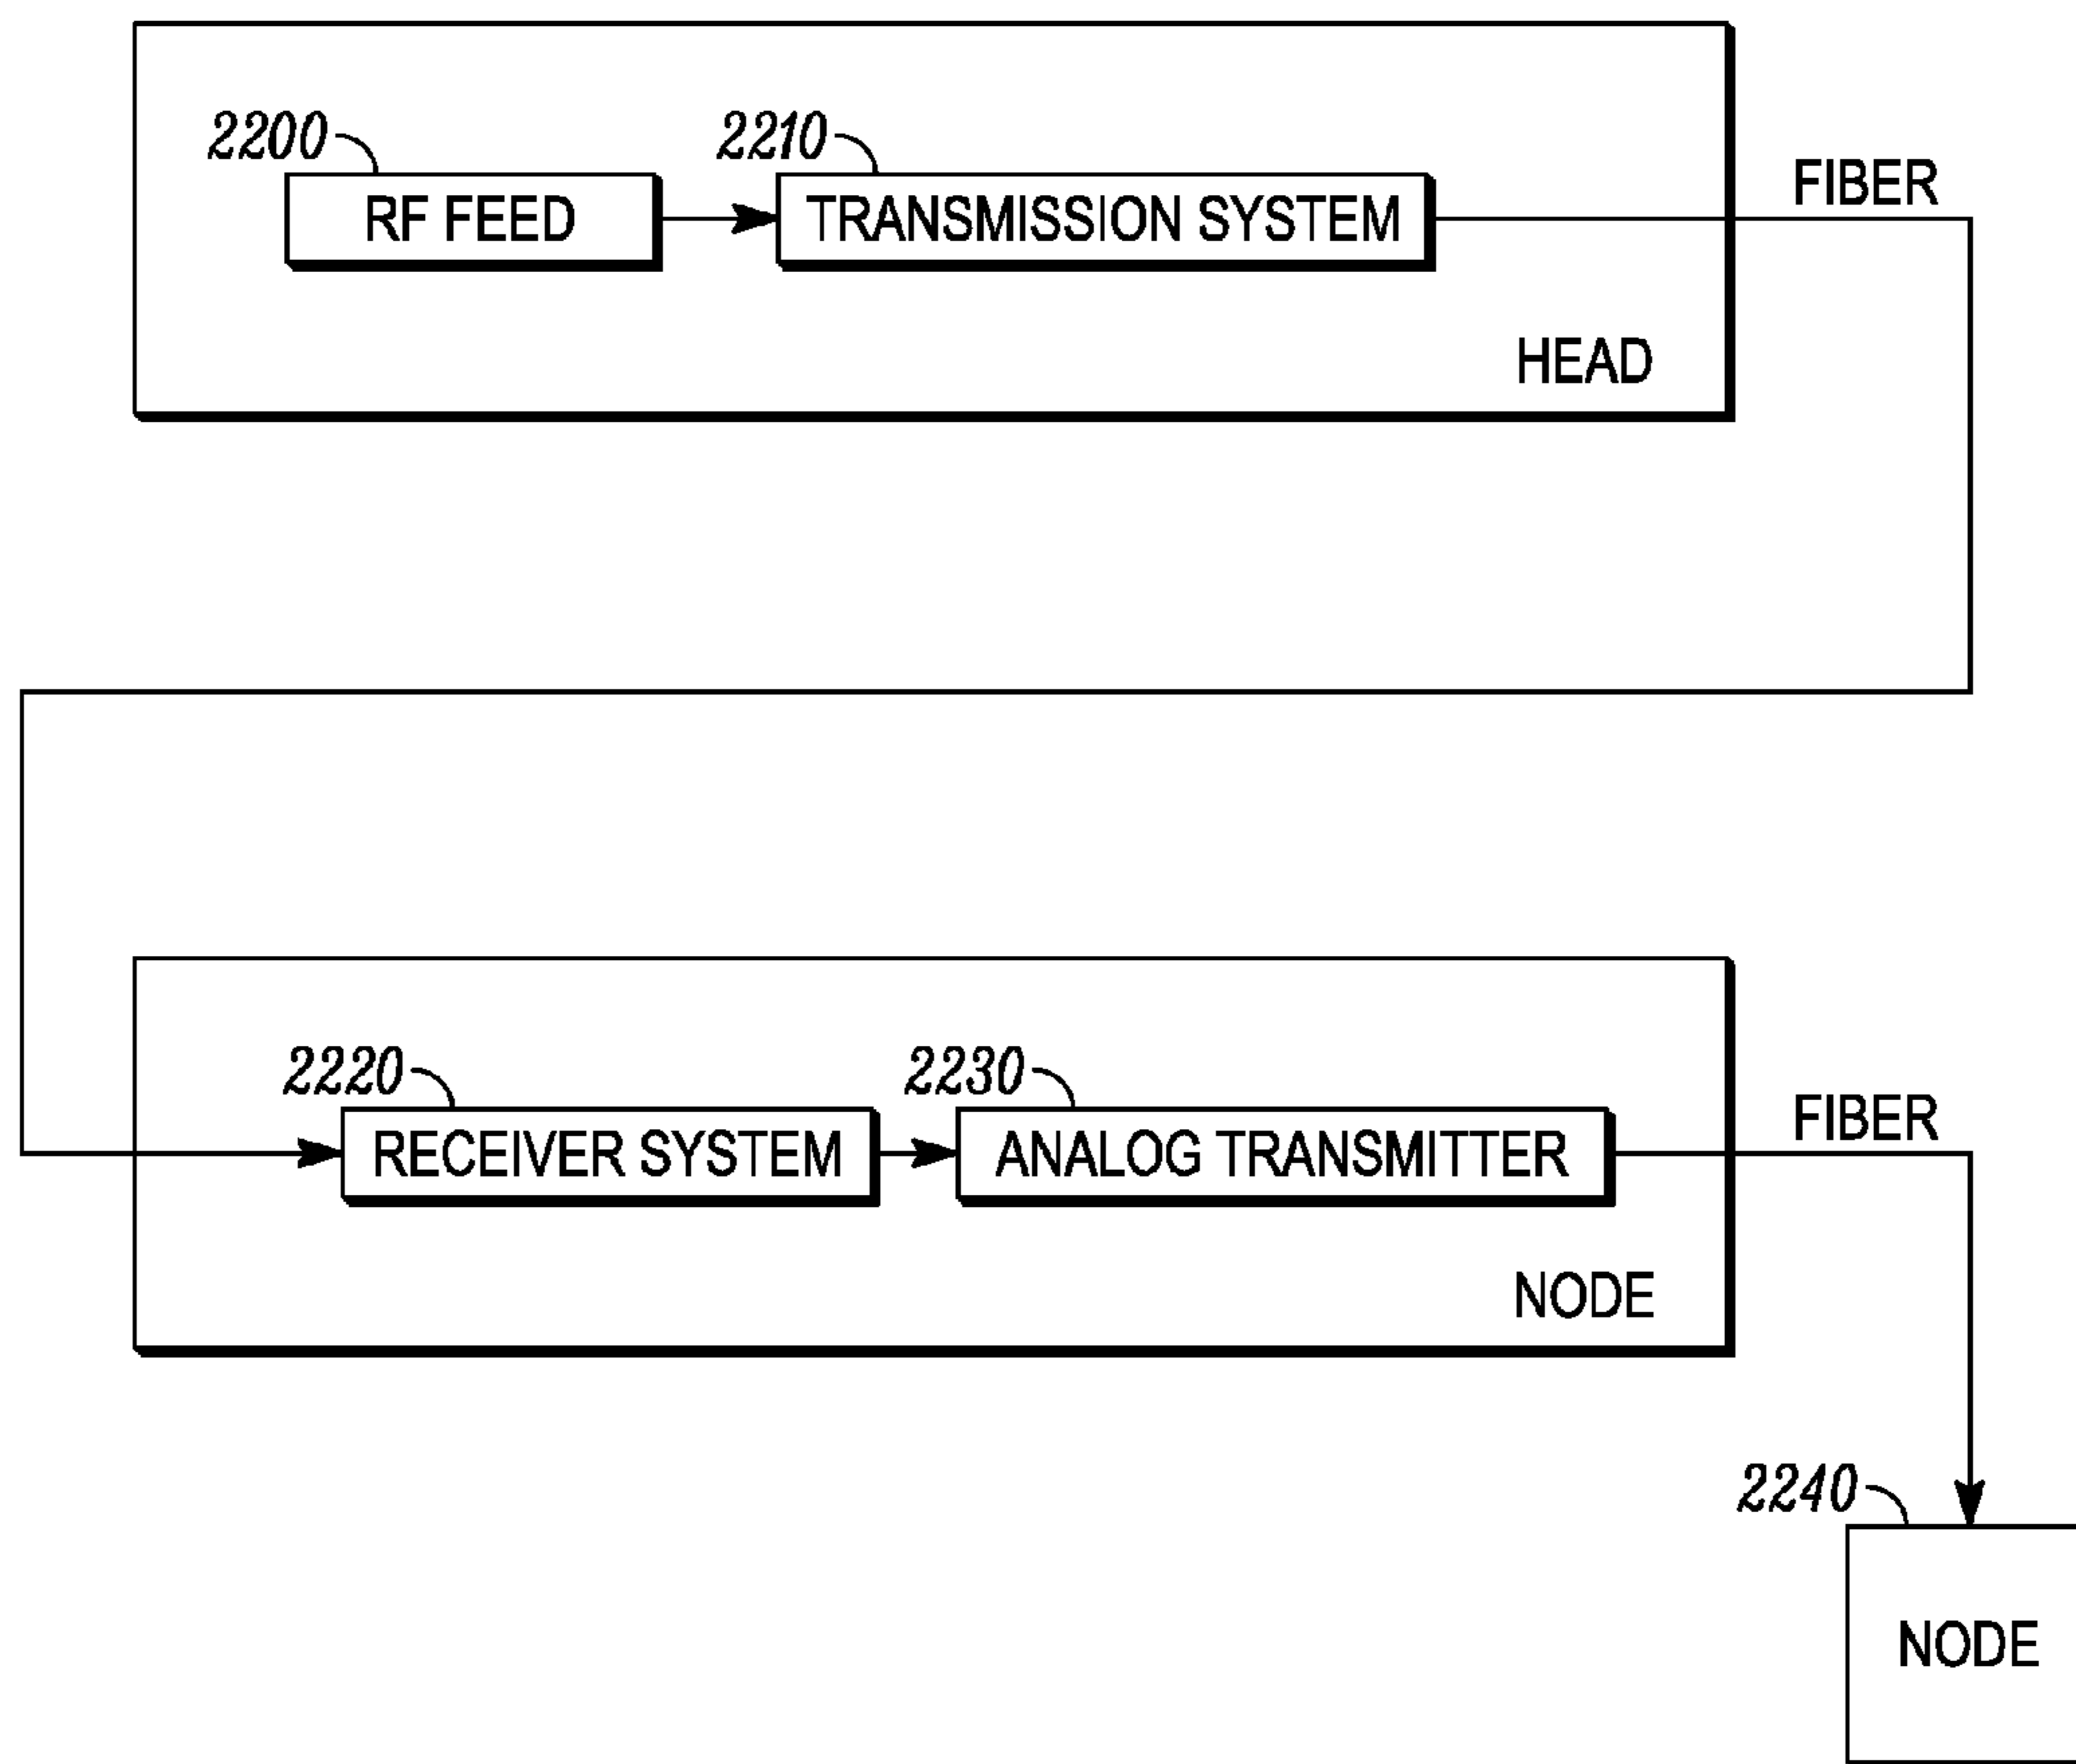 2200
2210
FIBER
RF FEED
TRANSMISSION SYSTEM
HEAD
2220
2230
FIBER
RECEIVER SYSTEM
ANALOG TRANSMITTER
NODE
2240
NODE